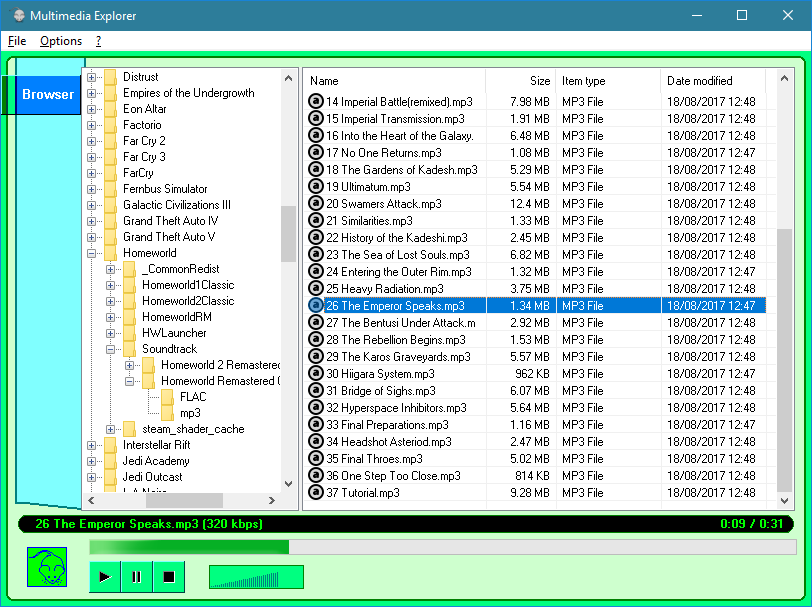 Multimedia Explorer
File Options ?
Browser
Distrust
Empires of the Undergrowth
Eon Altar
Factorio
Far Cry 2
Far Cry 3
FarCry
Fernbus Simulator
Galactic Civilizations III
Grand Theft Auto IV
Grand Theft Auto V
Homeworld
_CommonRedist
Homeworld1Classic
Homeworld2Classic
HomeworldRM
HWLauncher
Soundtrack
Homeworld 2 Remastered
Homeworld Remastered
FLAC
mp3
steam_shader_cache
Interstellar Rift
Jedi Academy
Jedi Outcast
Name Size Item type Date modified
14 Imperial Battle(remixed).mp3 7.98 MB MP3 File 18/08/2017 12:48
15 Imperial Transmission.mp3 1.91 MB MP3 File 18/08/2017 12:48
16 Into the Heart of the Galaxy. 6.48 MB MP3 File 18/08/2017 12:48
17 No One Returns.mp3 1.08 MB MP3 File 18/08/2017 12:47
18 The Gardens of Kadesh.mp3 5.29 MB MP3 File 18/08/2017 12:48
19 Ultimatum.mp3 5.54 MB MP3 File 18/08/2017 12:48
20 Swamers Attack.mp3 12.4 MB MP3 File 18/08/2017 12:48
21 Similarities.mp3 1.33 MB MP3 File 18/08/2017 12:48
22 History of the Kadeshi.mp3 2.45 MB MP3 File 18/08/2017 12:48
23 The Sea of Lost Souls.mp3 6.82 MB MP3 File 18/08/2017 12:48
24 Entering the Outer Rim.mp3 1.32 MB MP3 File 18/08/2017 12:47
25 Heavy Radiation.mp3 3.75 MB MP3 File 18/08/2017 12:48
26 The Emperor Speaks.mp3 1.34 MB MP3 File 18/08/2017 12:47
27 The Bentusi Under Attack.m 2.92 MB MP3 File 18/08/2017 12:48
28 The Rebellion Begins.mp3 1.53 MB MP3 File 18/08/2017 12:48
29 The Karos Graveyards.mp3 5.57 MB MP3 File 18/08/2017 12:48
30 Hiigara System.mp3 962 KB MP3 File 18/08/2017 12:47
31 Bridge of Sighs.mp3 6.07 MB MP3 File 18/08/2017 12:48
32 Hyperspace Inhibitors.mp3 5.64 MB MP3 File 18/08/2017 12:48
33 Final Preparations.mp3 1.16 MB MP3 File 18/08/2017 12:47
34 Headshot Asteriod.mp3 2.47 MB MP3 File 18/08/2017 12:48
35 Final Throes.mp3 5.02 MB MP3 File 18/08/2017 12:48
36 One Step Too Close.mp3 814 KB MP3 File 18/08/2017 12:48
37 Tutorial.mp3 9.28 MB MP3 File 18/08/2017 12:48
26 The Emperor Speaks.mp3 (320 kbps) 0:09 / 0:31